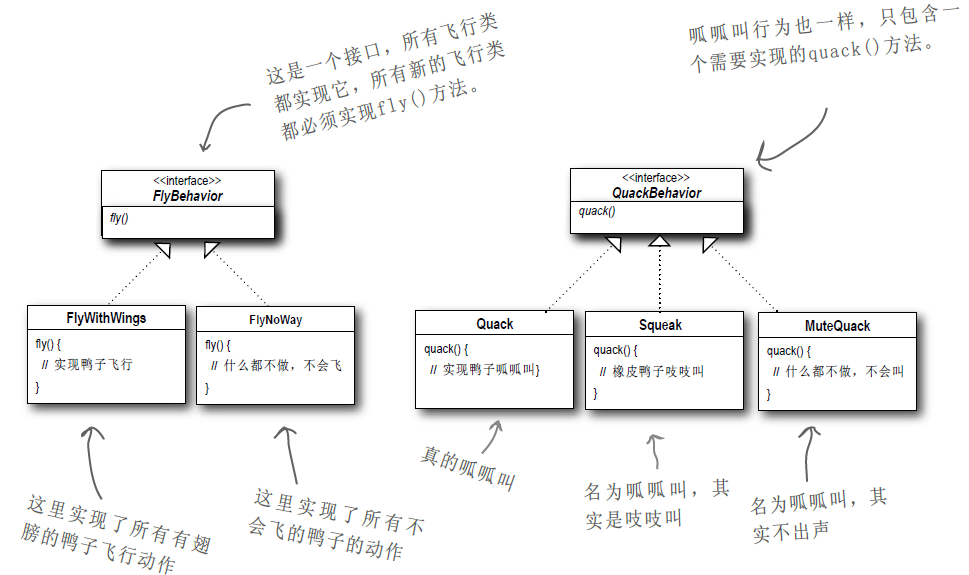 这是一个接口，所有飞行类
都实现它，所有新的飞行类
都必须实现fly()方法。
呱呱叫行为也一样，只包含一
个需要实现的quack()方法。
<<interface>>
FlyBehavior
fly()
<<interface>>
QuackBehavior
quack()
FlyWithWings
fly() {
// 实现鸭子飞行
}
FlyNoWay
fly() {
// 什么都不做，不会飞
}
Quack
quack() {
// 实现鸭子呱呱叫}
Squeak
quack() {
// 橡皮鸭子吱吱叫
}
MuteQuack
quack() {
// 什么都不做，不会叫
}
这里实现了所有有翅
膀的鸭子飞行动作
这里实现了所有不
会飞的鸭子的动作
真的呱呱叫
名为呱呱叫，其
实是吱吱叫
名为呱呱叫，其
实不出声